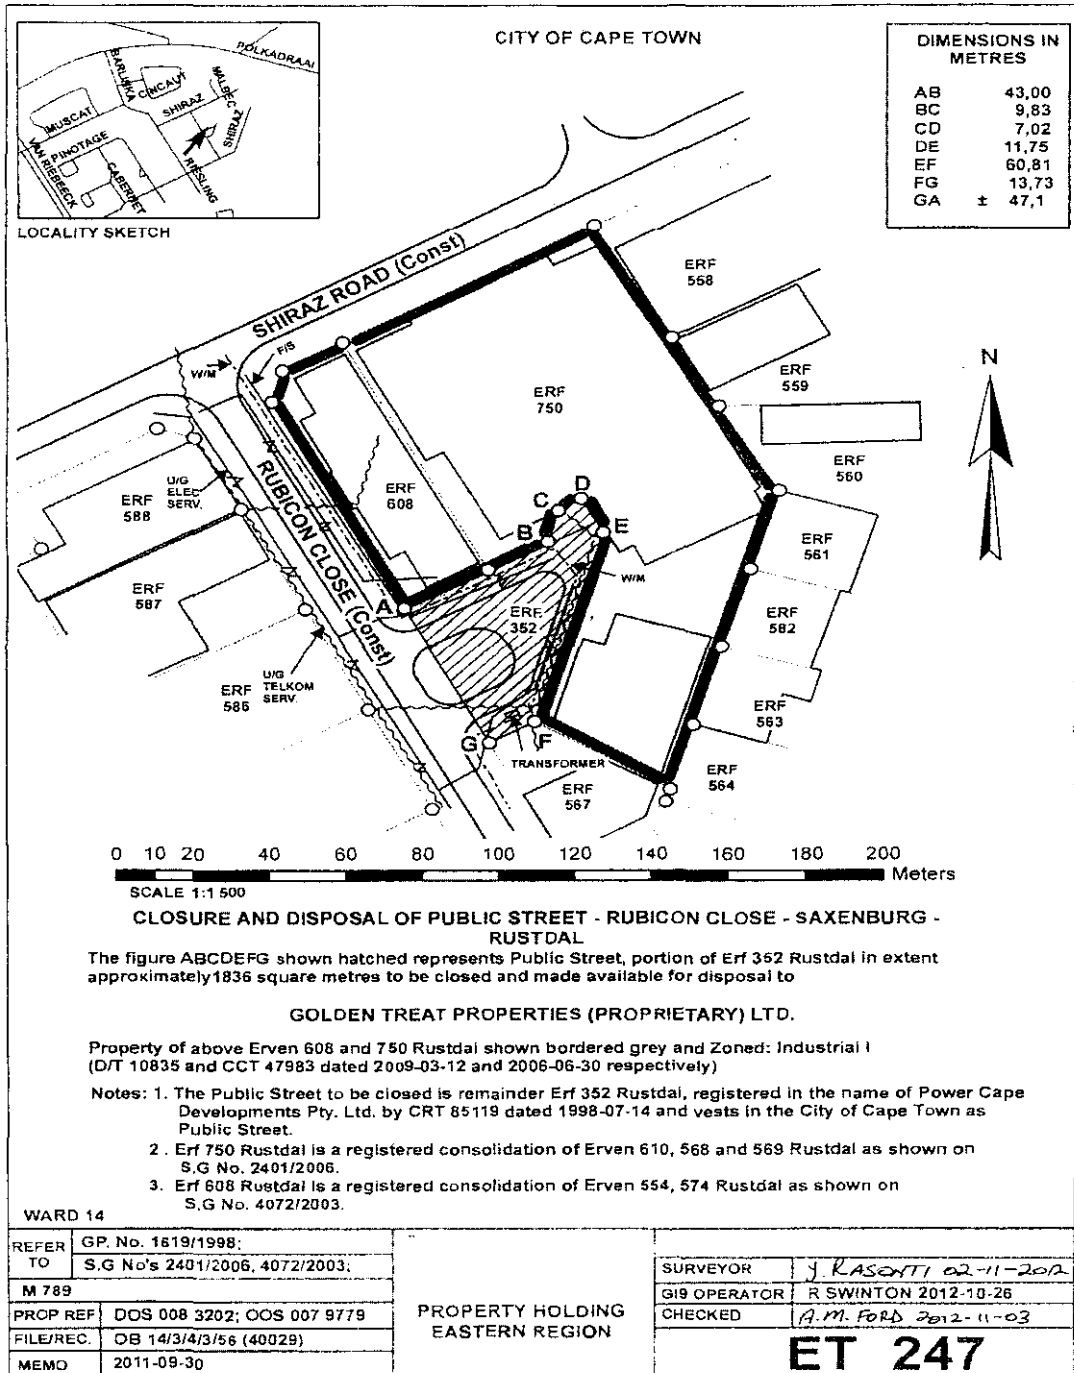 CITY OF CAPE TOWN
POLKADRAAI
BARLINKA
CINCAUT
MALBEC
SHIRAZ
SHIRAZ
MUSCAT
PINOTAGE
VAN RIEBEECK
CABERNET
RIESLING
LOCALITY SKETCH
DIMENSIONS IN
METRES
AB 43,00
BC 9,83
CD 7,02
DE 11,75
EF 60,81
FG 13,73
GA ± 47,1
SHIRAZ ROAD (Const)
F/S
W/M
ERF
558
ERF
559
ERF
750
N
ERF
560
U/G
ELEC
SERV.
ERF
588
RUBICON CLOSE (Const)
ERF
608
D
C
B
E
ERF
561
W/M
ERF
587
A
ERF
352
ERF
582
ERF
586
U/G
TELKOM
SERV.
G
F
ERF
563
TRANSFORMER
ERF
564
ERF
567
0 10 20 40 60 80 100 120 140 160 180 200
Meters
SCALE 1:1 500
CLOSURE AND DISPOSAL OF PUBLIC STREET - RUBICON CLOSE - SAXENBURG -
RUSTDAL
The figure ABCDEFG shown hatched represents Public Street, portion of Erf 352 Rustdal in extent
approximately1836 square metres to be closed and made available for disposal to
GOLDEN TREAT PROPERTIES (PROPRIETARY) LTD.
Property of above Erven 608 and 750 Rustdal shown bordered grey and Zoned: Industrial I
(D/T 10835 and CCT 47983 dated 2009-03-12 and 2006-06-30 respectively)
Notes: 1. The Public Street to be closed is remainder Erf 352 Rustdal, registered in the name of Power Cape
Developments Pty. Ltd. by CRT 85119 dated 1998-07-14 and vests in the City of Cape Town as
Public Street.
2 . Erf 750 Rustdal is a registered consolidation of Erven 610, 568 and 569 Rustdal as shown on
S.G No. 2401/2006.
3. Erf 608 Rustdal is a registered consolidation of Erven 554, 574 Rustdal as shown on
S.G No. 4072/2003.
WARD 14
REFER TO
GP. No. 1619/1998;
S.G No's 2401/2006, 4072/2003;
M 789
PROP REF DOS 008 3202; OOS 007 9779
FILE/REC. OB 14/3/4/3/56 (40029)
MEMO 2011-09-30
PROPERTY HOLDING
EASTERN REGION
SURVEYOR Y. RASONTI 02-11-2012
GI9 OPERATOR R SWINTON 2012-10-26
CHECKED A.M. FORD 2012-11-03
ET 247